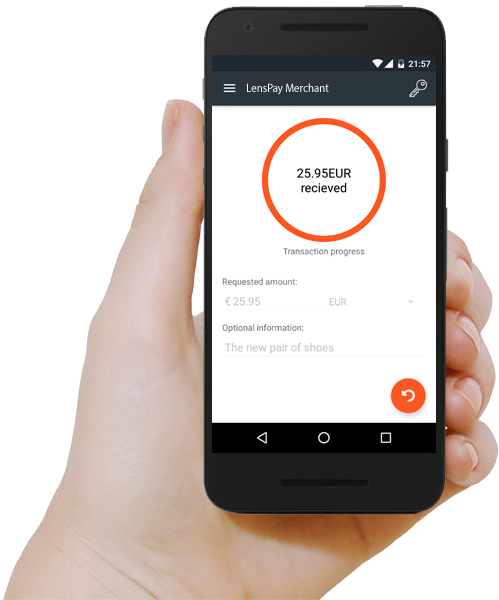 21:57
LensPay Merchant
25.95EUR
recieved
Transaction progress
Requested amount:
€ 25.95 EUR
Optional information:
The new pair of shoes